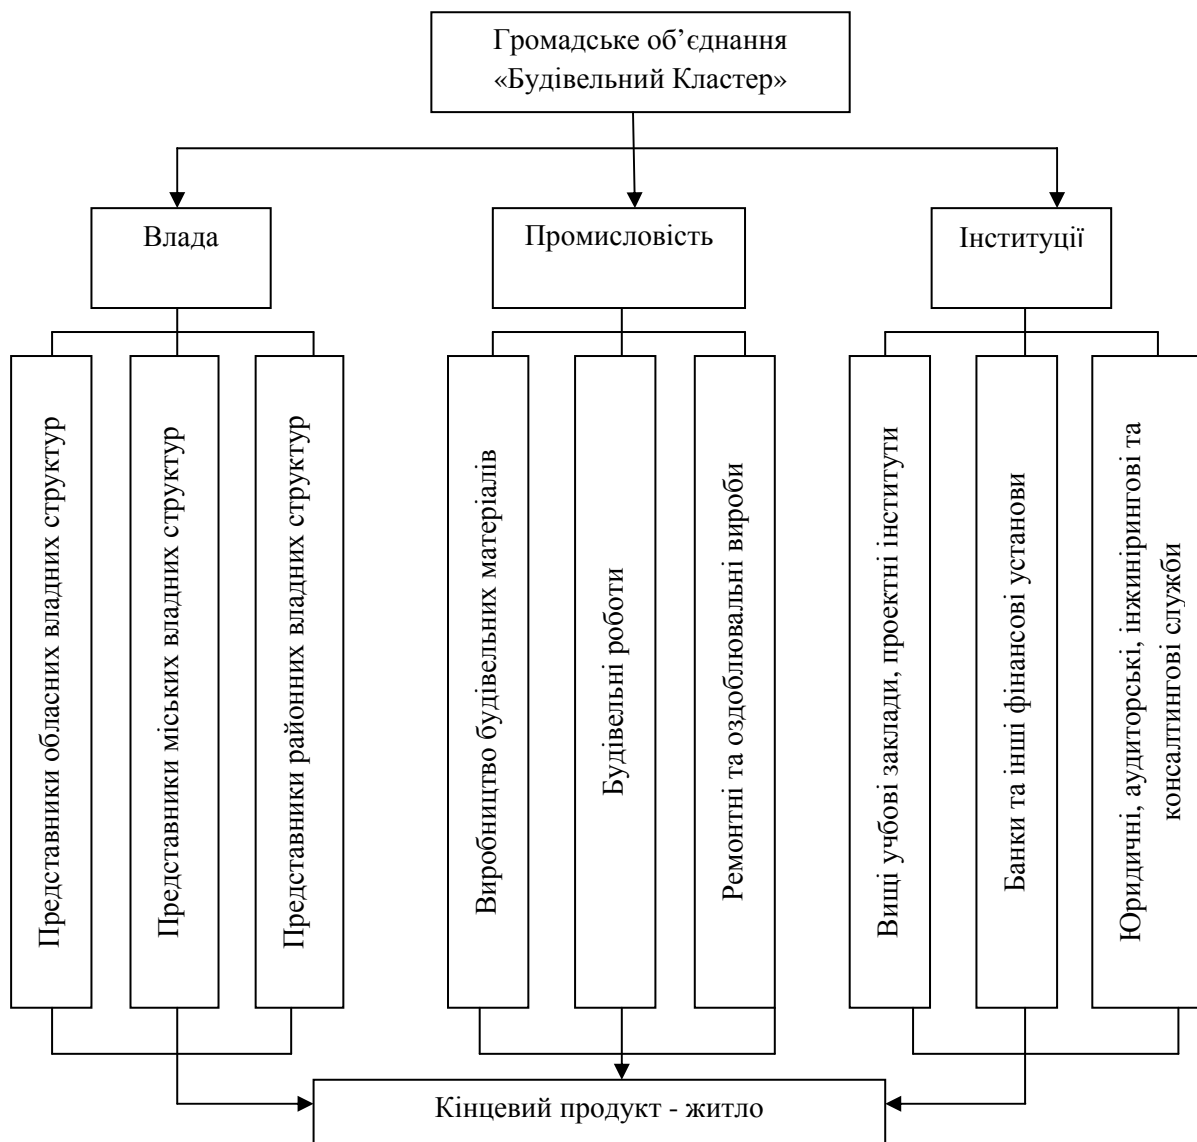 Громадське об’єднання
«Будівельний Кластер»
Влада
Промисловість
Інституції
Представники обласних владних структур
Представники міських владних структур
Представники районних владних структур
Виробництво будівельних матеріалів
Будівельні роботи
Ремонтні та оздоблювальні вироби
Вищі учбові заклади, проектні інститути
Банки та інші фінансові установи
Юридичні, аудиторські, інжинірингові та
консалтингові служби
Кінцевий продукт - житло